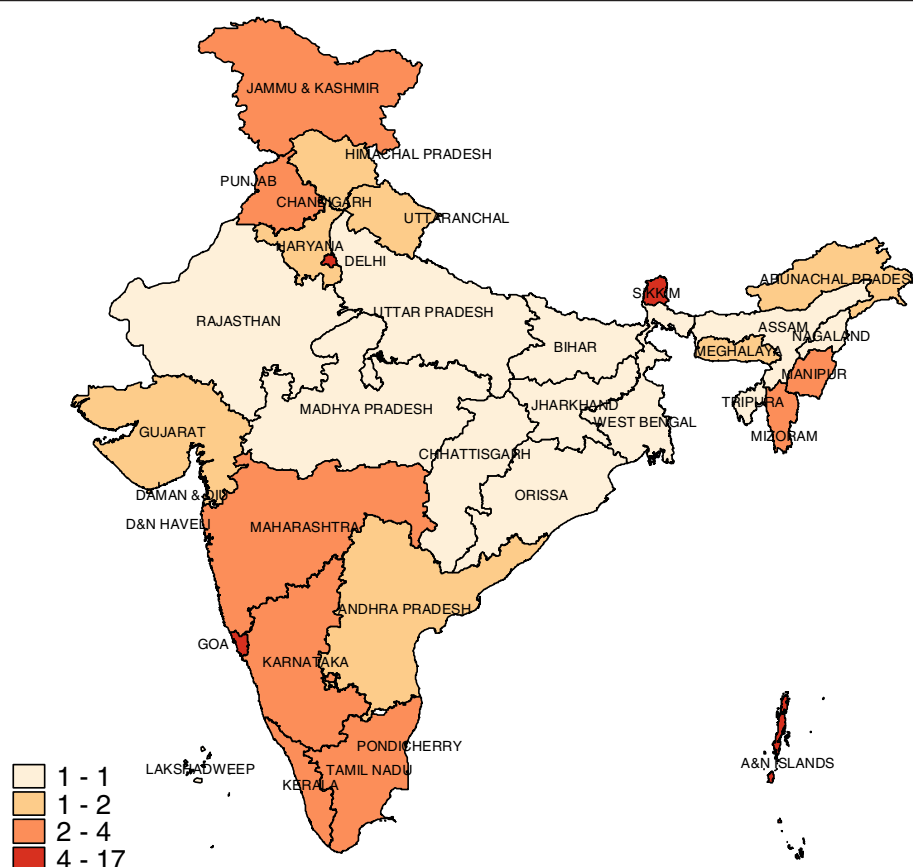 JAMMU & KASHMIR
HIMACHAL PRADESH
PUNJAB
CHANDIGARH
UTTARANCHAL
HARYANA
DELHI
ARUNACHAL PRADES
SIKKIM
RAJASTHAN
UTTAR PRADESH
ASSAM
NAGALAND
BIHAR
MEGHALAYA
MANIPUR
TRIPURA
MADHYA PRADESH
JHARKHAND
WEST BENGAL
MIZORAM
GUJARAT
CHHATTISGARH
DAMAN & DIU
ORISSA
D&N HAVELI
MAHARASHTRA
ANDHRA PRADESH
GOA
KARNATAKA
PONDICHERRY
LAKSHADWEEP
TAMIL NADU
A&N ISLANDS
KERALA
1 - 1
1 - 2
2 - 4
4 - 17